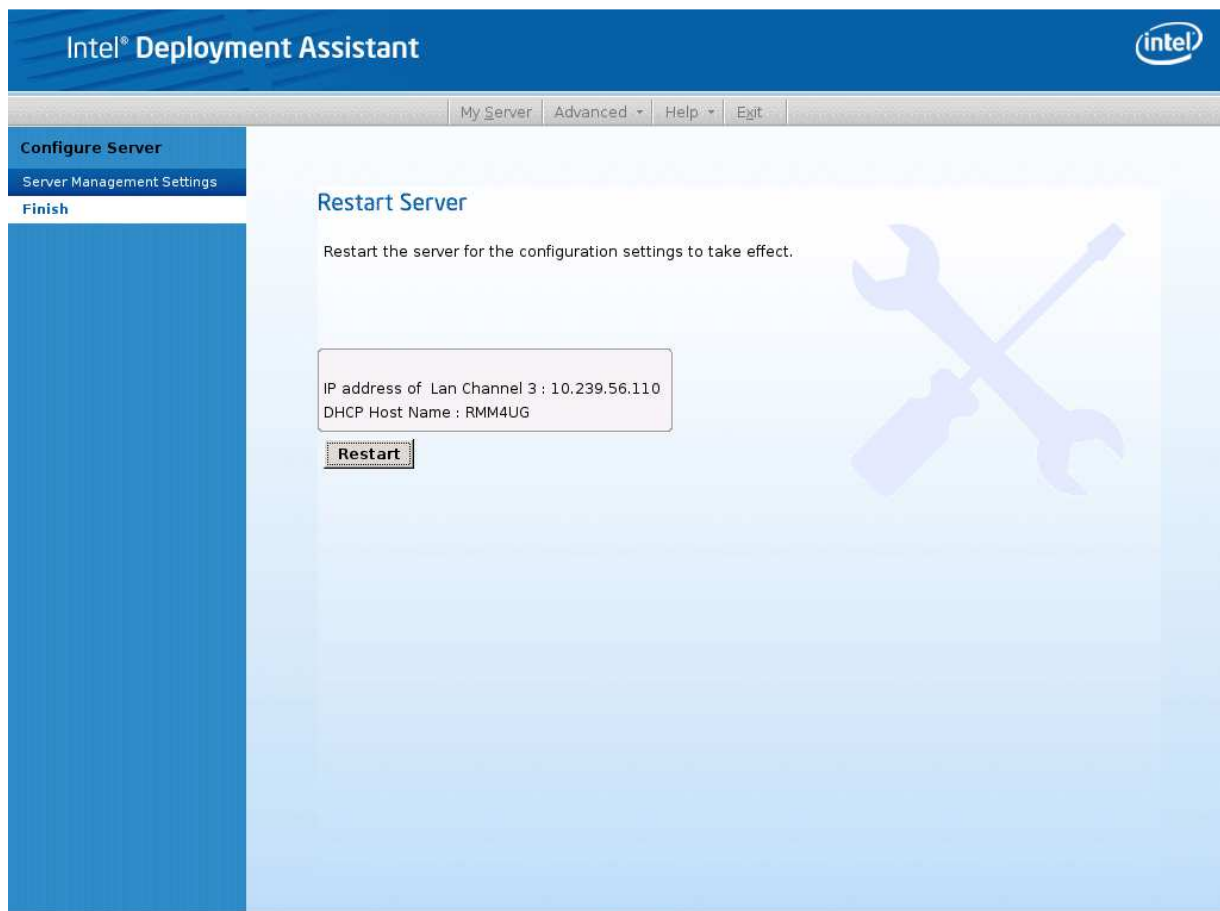 Intel® Deployment Assistant
intel
My Server Advanced Help Exit
Configure Server
Server Management Settings
Finish
Restart Server
Restart the server for the configuration settings to take effect.
IP address of Lan Channel 3 : 10.239.56.110
DHCP Host Name : RMM4UG
Restart